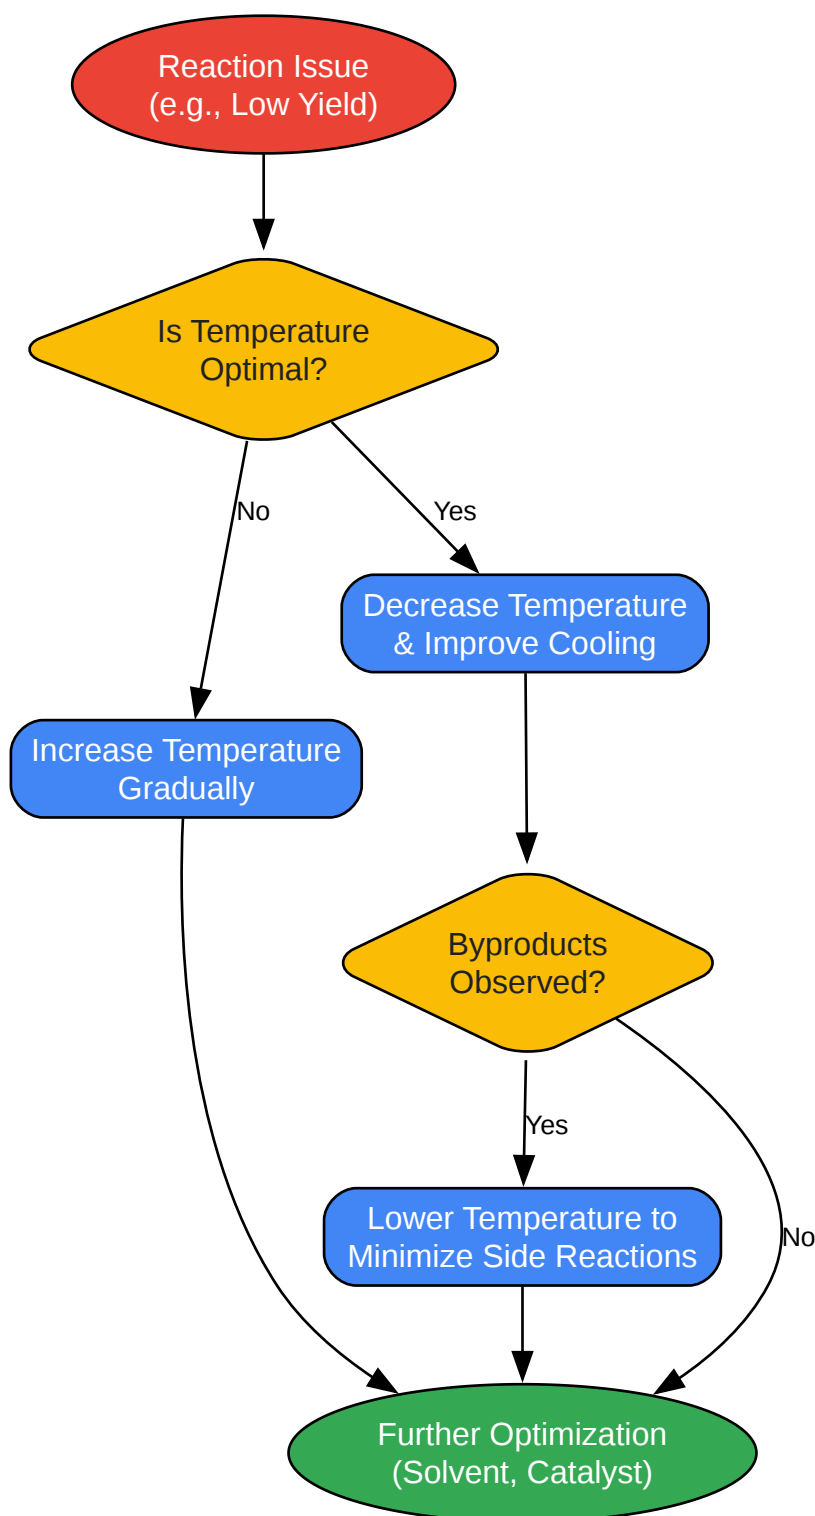 Reaction Issue
(e.g., Low Yield)
Is Temperature
Optimal?
No
Yes
Decrease Temperature
& Improve Cooling
Increase Temperature
Gradually
Byproducts
Observed?
Yes
Lower Temperature to
Minimize Side Reactions
No
Further Optimization
(Solvent, Catalyst)